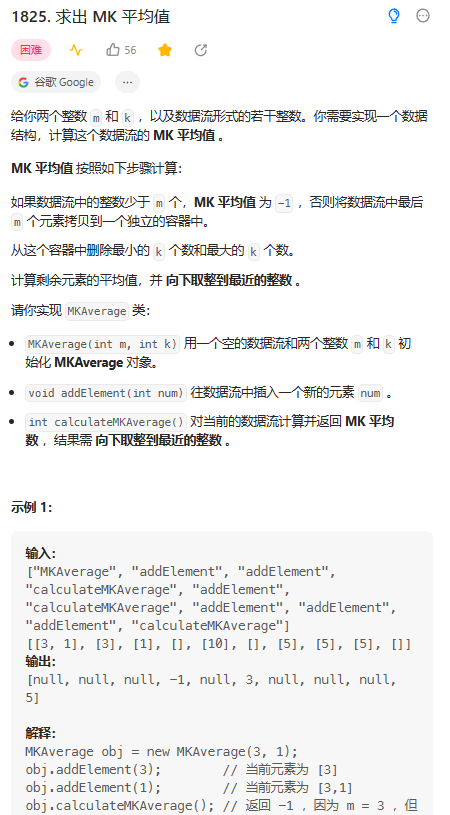 1825. 求出 MK 平均值
困难
56
谷歌 Google
...
给你两个整数 m 和 k ，以及数据流形式的若干整数。你需要实现一个数据
结构，计算这个数据流的 MK 平均值 。
MK 平均值 按照如下步骤计算：
如果数据流中的整数少于 m 个，MK 平均值 为 -1 ，否则将数据流中最后
m 个元素拷贝到一个独立的容器中。
从这个容器中删除最小的 k 个数和最大的 k 个数。
计算剩余元素的平均值，并 向下取整到最近的整数 。
请你实现 MKAverage 类：
MKAverage(int m, int k) 用一个空的数据流和两个整数 m 和 k 初
始化 MKAverage 对象。
void addElement(int num) 往数据流中插入一个新的元素 num 。
int calculateMKAverage() 对当前的数据流计算并返回 MK 平均
数 ，结果需 向下取整到最近的整数 。
示例 1：
输入：
["MKAverage", "addElement", "addElement",
"calculateMKAverage", "addElement",
"calculateMKAverage", "addElement", "addElement",
"addElement", "calculateMKAverage"]
[[3, 1], [3], [1], [], [10], [], [5], [5], [5], []]
输出：
[null, null, null, -1, null, 3, null, null, null,
5]
解释：
MKAverage obj = new MKAverage(3, 1);
obj.addElement(3); // 当前元素为 [3]
obj.addElement(1); // 当前元素为 [3,1]
obj.calculateMKAverage(); // 返回 -1 ，因为 m = 3 ，但